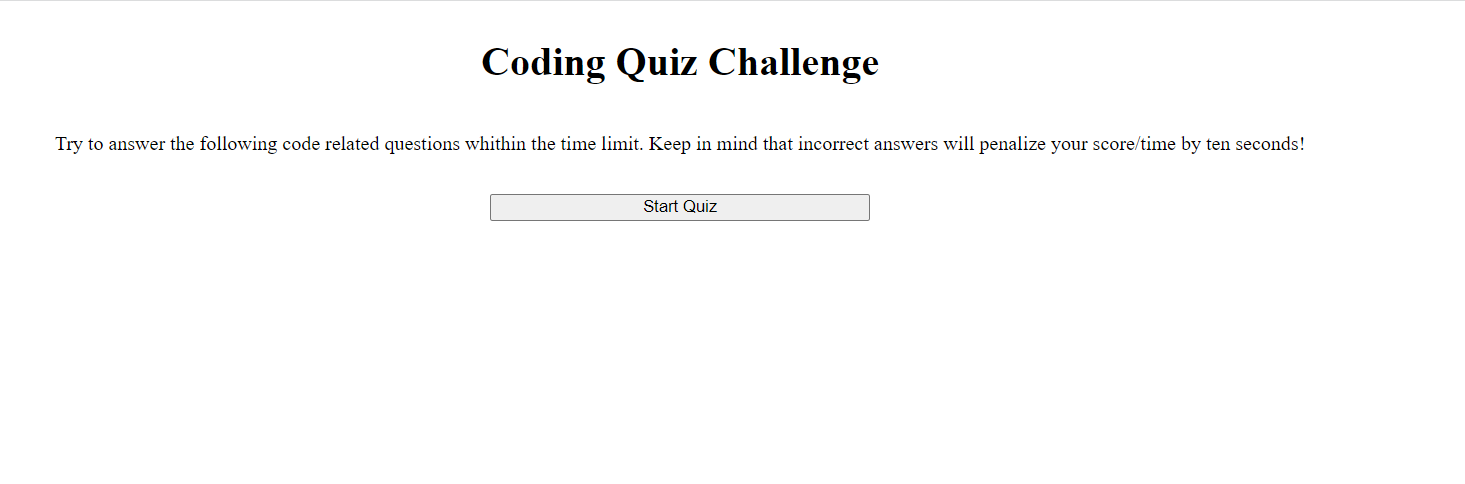 Coding Quiz Challenge
Try to answer the following code related questions whithin the time limit. Keep in mind that incorrect answers will penalize your score/time by ten seconds!
Start Quiz